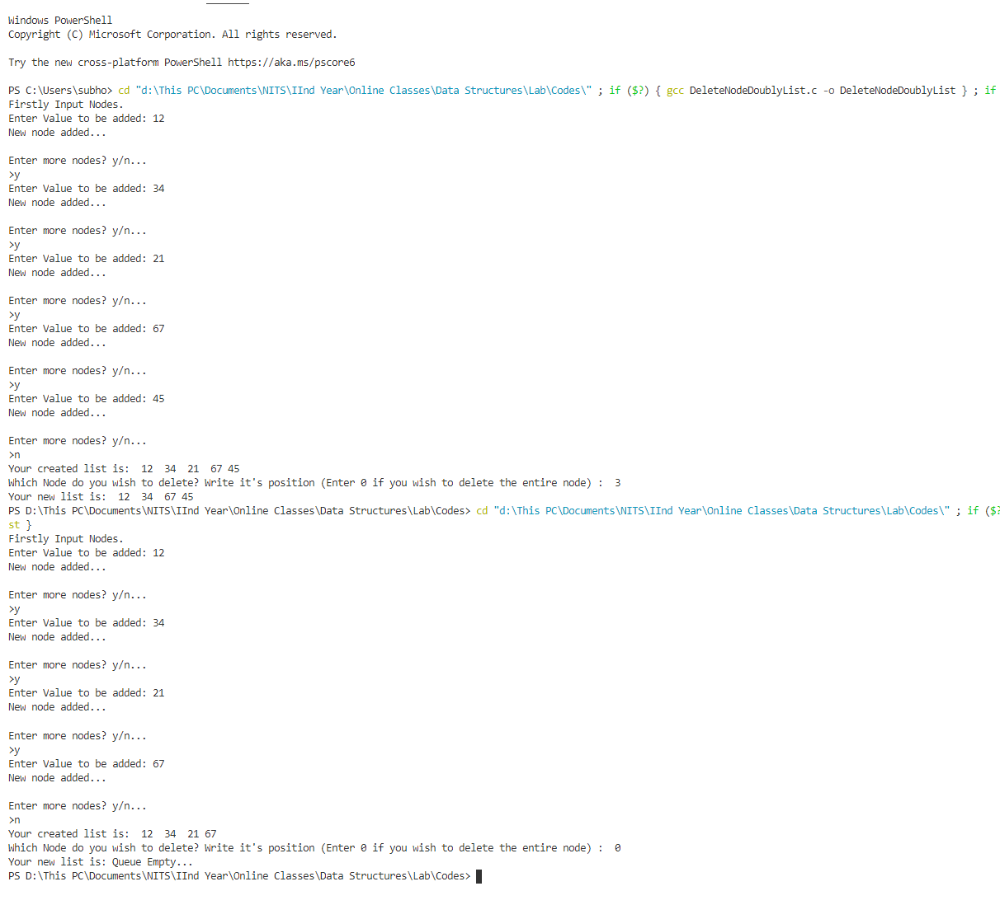 Windows PowerShell
Copyright (C) Microsoft Corporation. All rights reserved.
Try the new cross-platform PowerShell https://aka.ms/pscore6
PS C:\Users\subho> cd "d:\This PC\Documents\NITS\IInd Year\Online Classes\Data Structures\Lab\Codes\" ; if ($?) { gcc DeleteNodeDoublyList.c -o DeleteNodeDoublyList } ; if
Firstly Input Nodes.
Enter Value to be added: 12
New node added...
Enter more nodes? y/n...
>y
Enter Value to be added: 34
New node added...
Enter more nodes? y/n...
>y
Enter Value to be added: 21
New node added...
Enter more nodes? y/n...
>y
Enter Value to be added: 67
New node added...
Enter more nodes? y/n...
>y
Enter Value to be added: 45
New node added...
Enter more nodes? y/n...
>n
Your created list is:  12  34  21  67 45
Which Node do you wish to delete? Write it's position (Enter 0 if you wish to delete the entire node) :  3
Your new list is:  12  34  67 45
PS D:\This PC\Documents\NITS\IInd Year\Online Classes\Data Structures\Lab\Codes> cd "d:\This PC\Documents\NITS\IInd Year\Online Classes\Data Structures\Lab\Codes\" ; if ($?
st }
Firstly Input Nodes.
Enter Value to be added: 12
New node added...
Enter more nodes? y/n...
>y
Enter Value to be added: 34
New node added...
Enter more nodes? y/n...
>y
Enter Value to be added: 21
New node added...
Enter more nodes? y/n...
>y
Enter Value to be added: 67
New node added...
Enter more nodes? y/n...
>n
Your created list is:  12  34  21 67
Which Node do you wish to delete? Write it's position (Enter 0 if you wish to delete the entire node) :  0
Your new list is: Queue Empty...
PS D:\This PC\Documents\NITS\IInd Year\Online Classes\Data Structures\Lab\Codes>